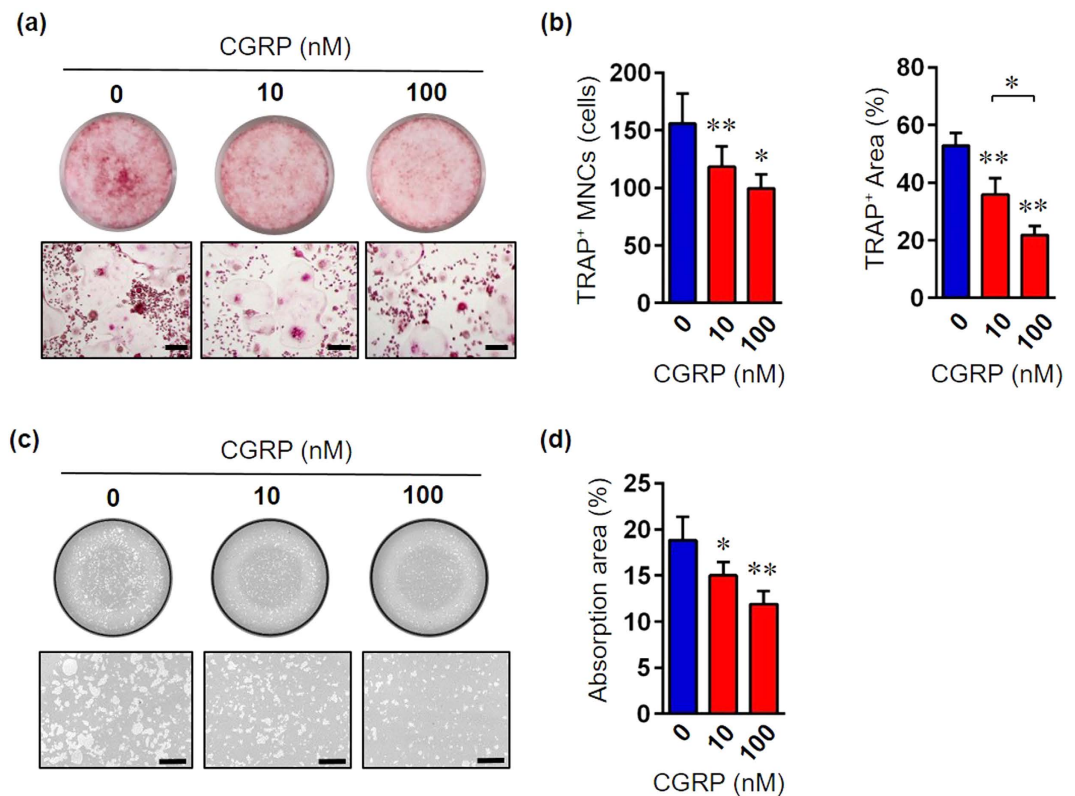 (a)
CGRP (nM)
0 10 100
(b)
TRAP⁺ MNCs (cells)
200
150
100
50
0
**
*
0 10 100
CGRP (nM)
TRAP⁺ Area (%)
80
60
40
20
0
*
**
**
0 10 100
CGRP (nM)
(c)
CGRP (nM)
0 10 100
(d)
Absorption area (%)
25
20
15
10
5
0
*
**
0 10 100
CGRP (nM)